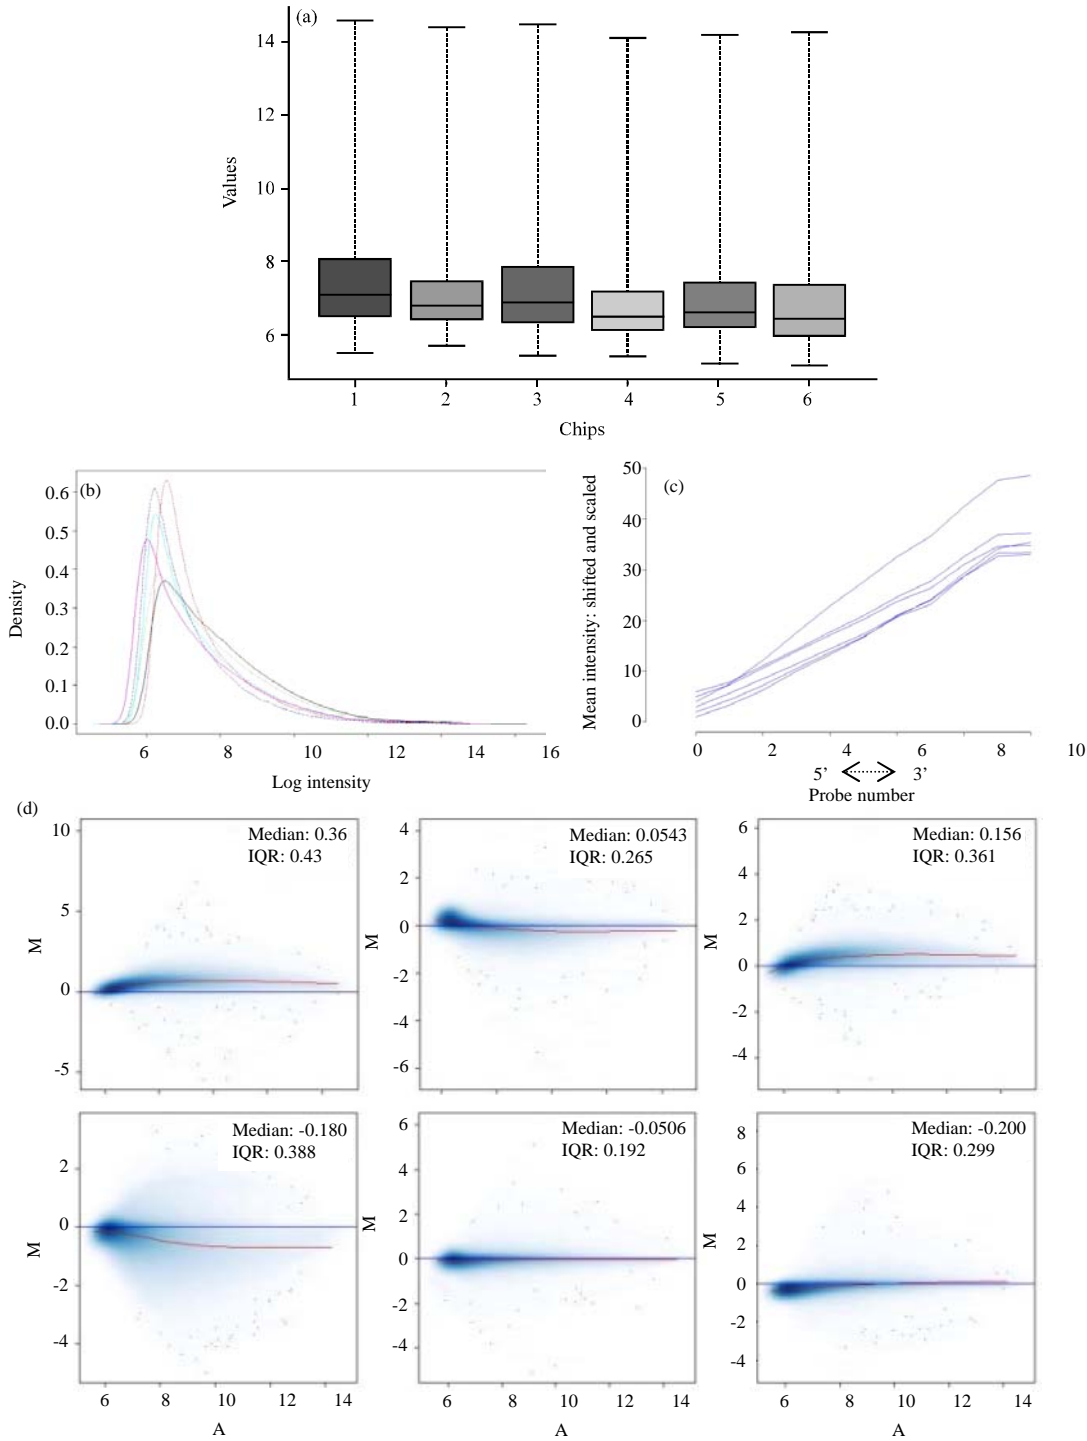 (a)
14
12
10
8
6
Values
1 2 3 4 5 6
Chips
(b)
0.6
0.5
0.4
0.3
0.2
0.1
0.0
Density
6 8 10 12 14 16
Log intensity
(c)
50
40
30
20
10
0
Mean intensity: shifted and scaled
0 2 4 6 8 10
5’ 3’
Probe number
(d)
10
5
0
-5
M
Median: 0.36
IQR: 0.43
4
2
0
-2
-4
-6
M
Median: 0.0543
IQR: 0.265
6
4
2
0
-2
-4
M
Median: 0.156
IQR: 0.361
2
0
-2
-4
M
Median: -0.180
IQR: 0.388
6 8 10 12 14
A
6
4
2
0
-2
-4
M
Median: -0.0506
IQR: 0.192
6 8 10 12 14
A
8
6
4
2
0
-2
-4
M
Median: -0.200
IQR: 0.299
6 8 10 12 14
A